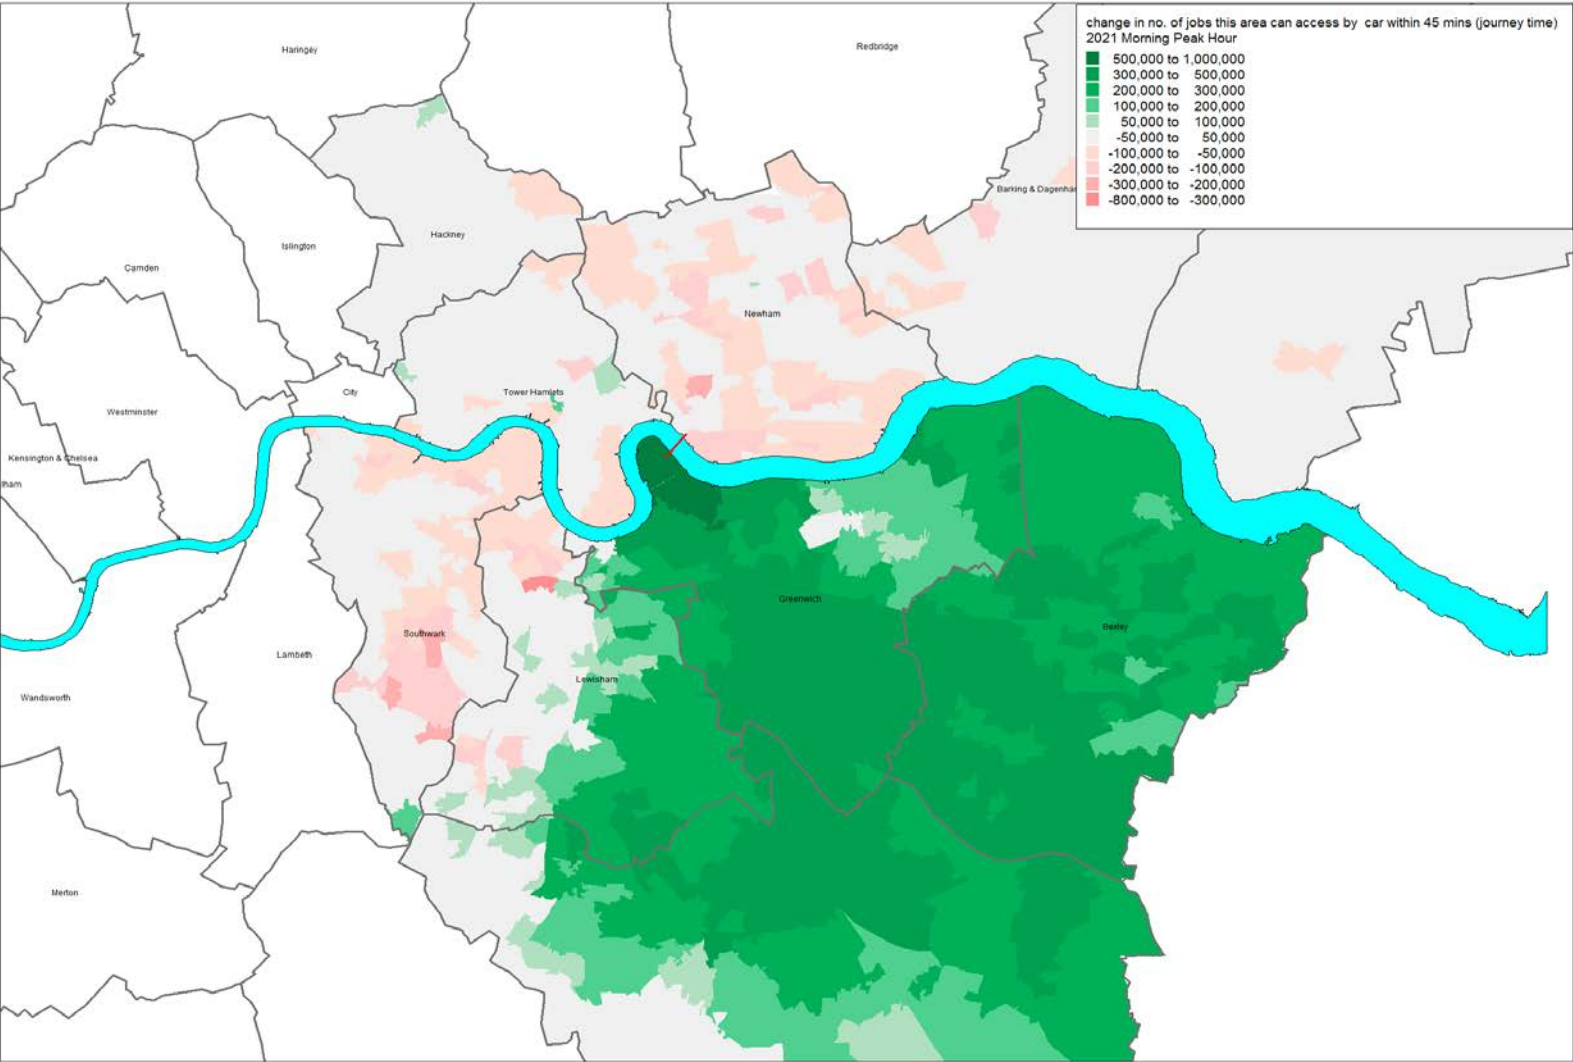 change in no. of jobs this area can access by car within 45 mins (journey time)
2021 Morning Peak Hour
500,000 to 1,000,000
300,000 to 500,000
200,000 to 300,000
100,000 to 200,000
50,000 to 100,000
-50,000 to 50,000
-100,000 to -50,000
-200,000 to -100,000
-300,000 to -200,000
-800,000 to -300,000
Haringey
Redbridge
Barking & Dagenha
Hackney
Islington
Camden
Newham
Tower Hamlets
City
Westminster
Kensington & Chelsea
lham
Greenwich
Bexley
Southwark
Lambeth
Lewisham
Wandsworth
Merton